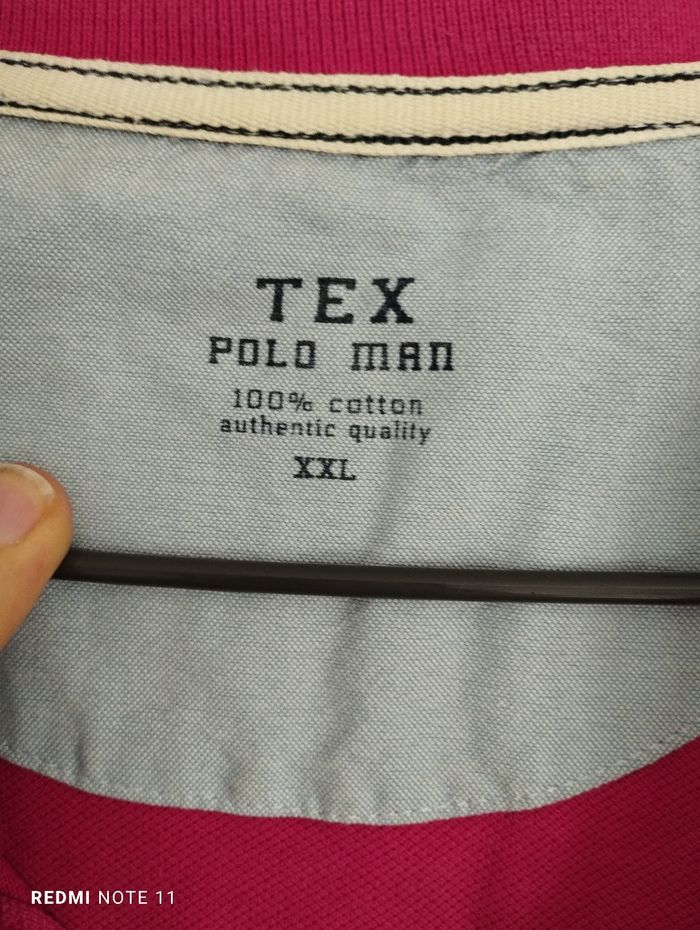 TEX
POLO MAN
100% cotton
authentic quality
XXL
REDMI NOTE 11